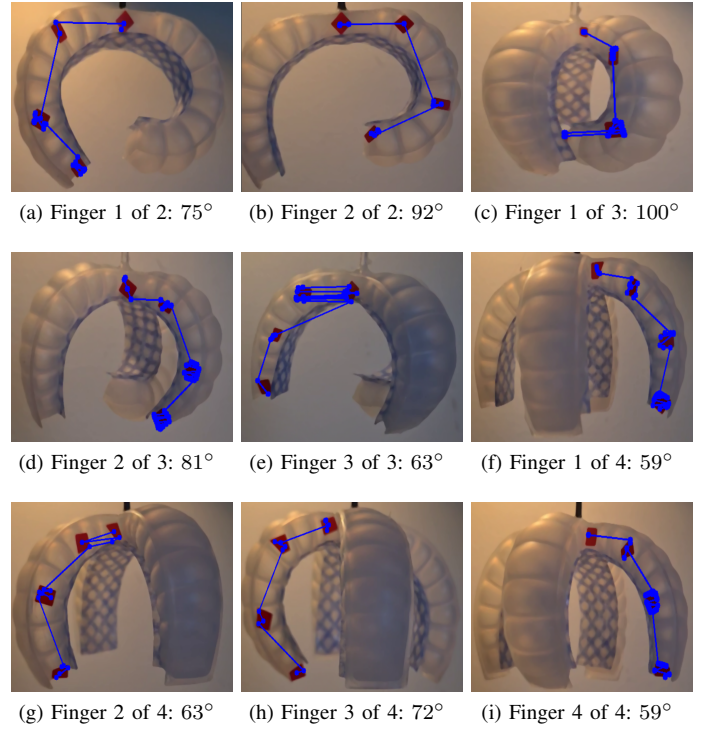 (a) Finger 1 of 2: 75°
(b) Finger 2 of 2: 92°
(c) Finger 1 of 3: 100°
(d) Finger 2 of 3: 81°
(e) Finger 3 of 3: 63°
(f) Finger 1 of 4: 59°
(g) Finger 2 of 4: 63°
(h) Finger 3 of 4: 72°
(i) Finger 4 of 4: 59°